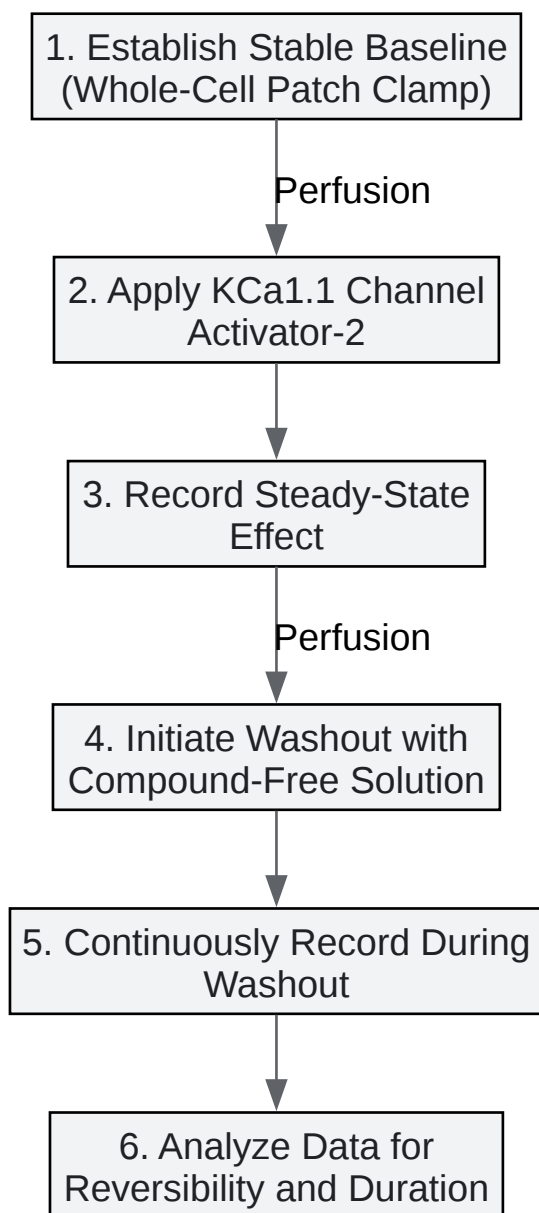 1. Establish Stable Baseline
(Whole-Cell Patch Clamp)
Perfusion
2. Apply KCa1.1 Channel
Activator-2
3. Record Steady-State
Effect
Perfusion
4. Initiate Washout with
Compound-Free Solution
5. Continuously Record During
Washout
6. Analyze Data for
Reversibility and Duration